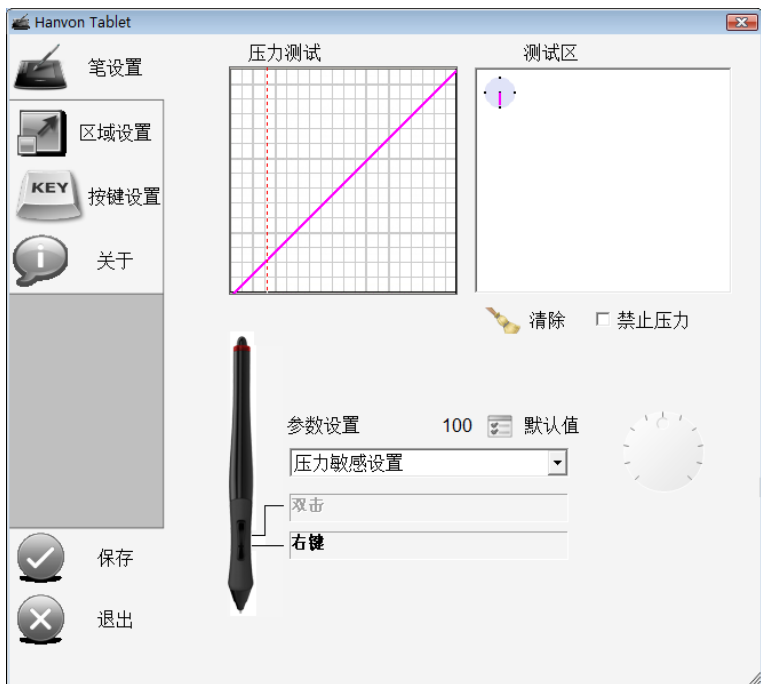 Hanvon Tablet
笔设置
区域设置
KEY
按键设置
关于
压力测试
测试区
清除
禁止压力
参数设置
100
默认值
压力敏感设置
双击
右键
保存
退出